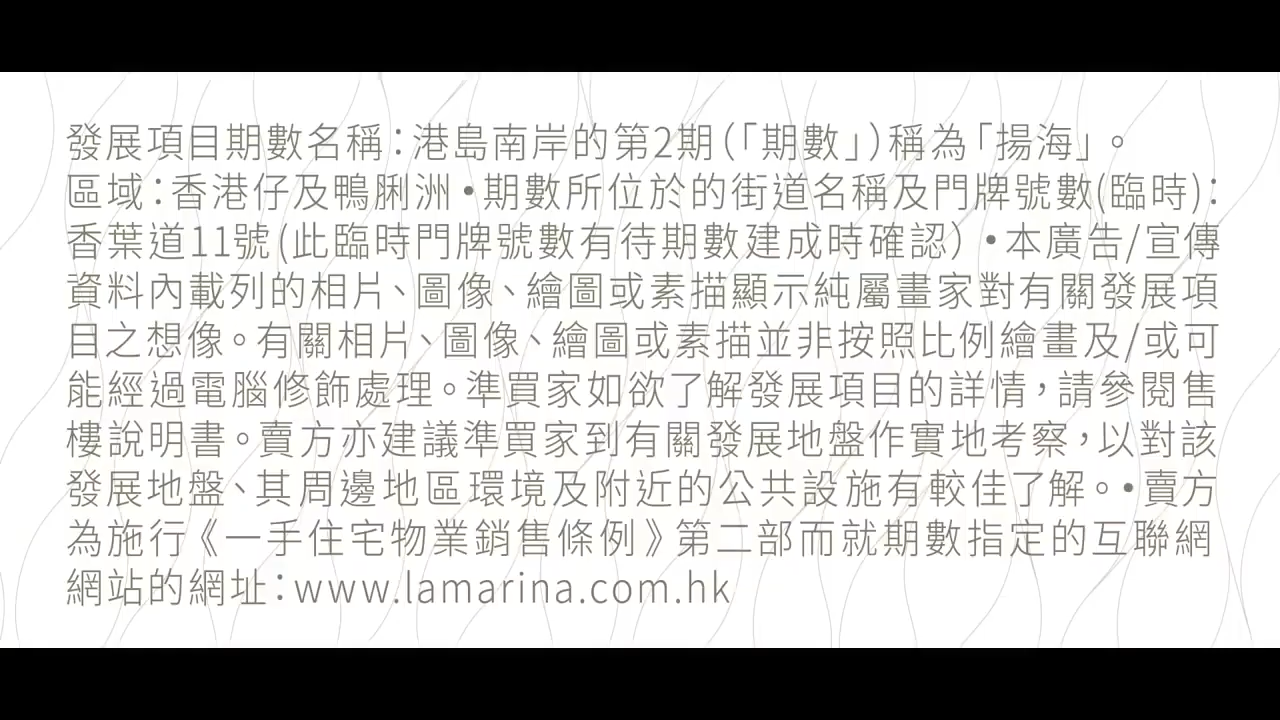 發展項目期數名稱：港島南岸的第2期（「期數」）稱為「揚海」。
區域：香港仔及鴨脷洲•期數所位於的街道名稱及門牌號數(臨時)：
香葉道11號(此臨時門牌號數有待期數建成時確認）•本廣告/宣傳
資料內載列的相片、圖像、繪圖或素描顯示純屬畫家對有關發展項
目之想像。有關相片、圖像、繪圖或素描並非按照比例繪畫及/或可
能經過電腦修飾處理。準買家如欲了解發展項目的詳情，請參閱售
樓說明書。賣方亦建議準買家到有關發展地盤作實地考察，以對該
發展地盤、其周邊地區環境及附近的公共設施有較佳了解。•賣方
為施行《一手住宅物業銷售條例》第二部而就期數指定的互聯網
網站的網址：www.lamarina.com.hk